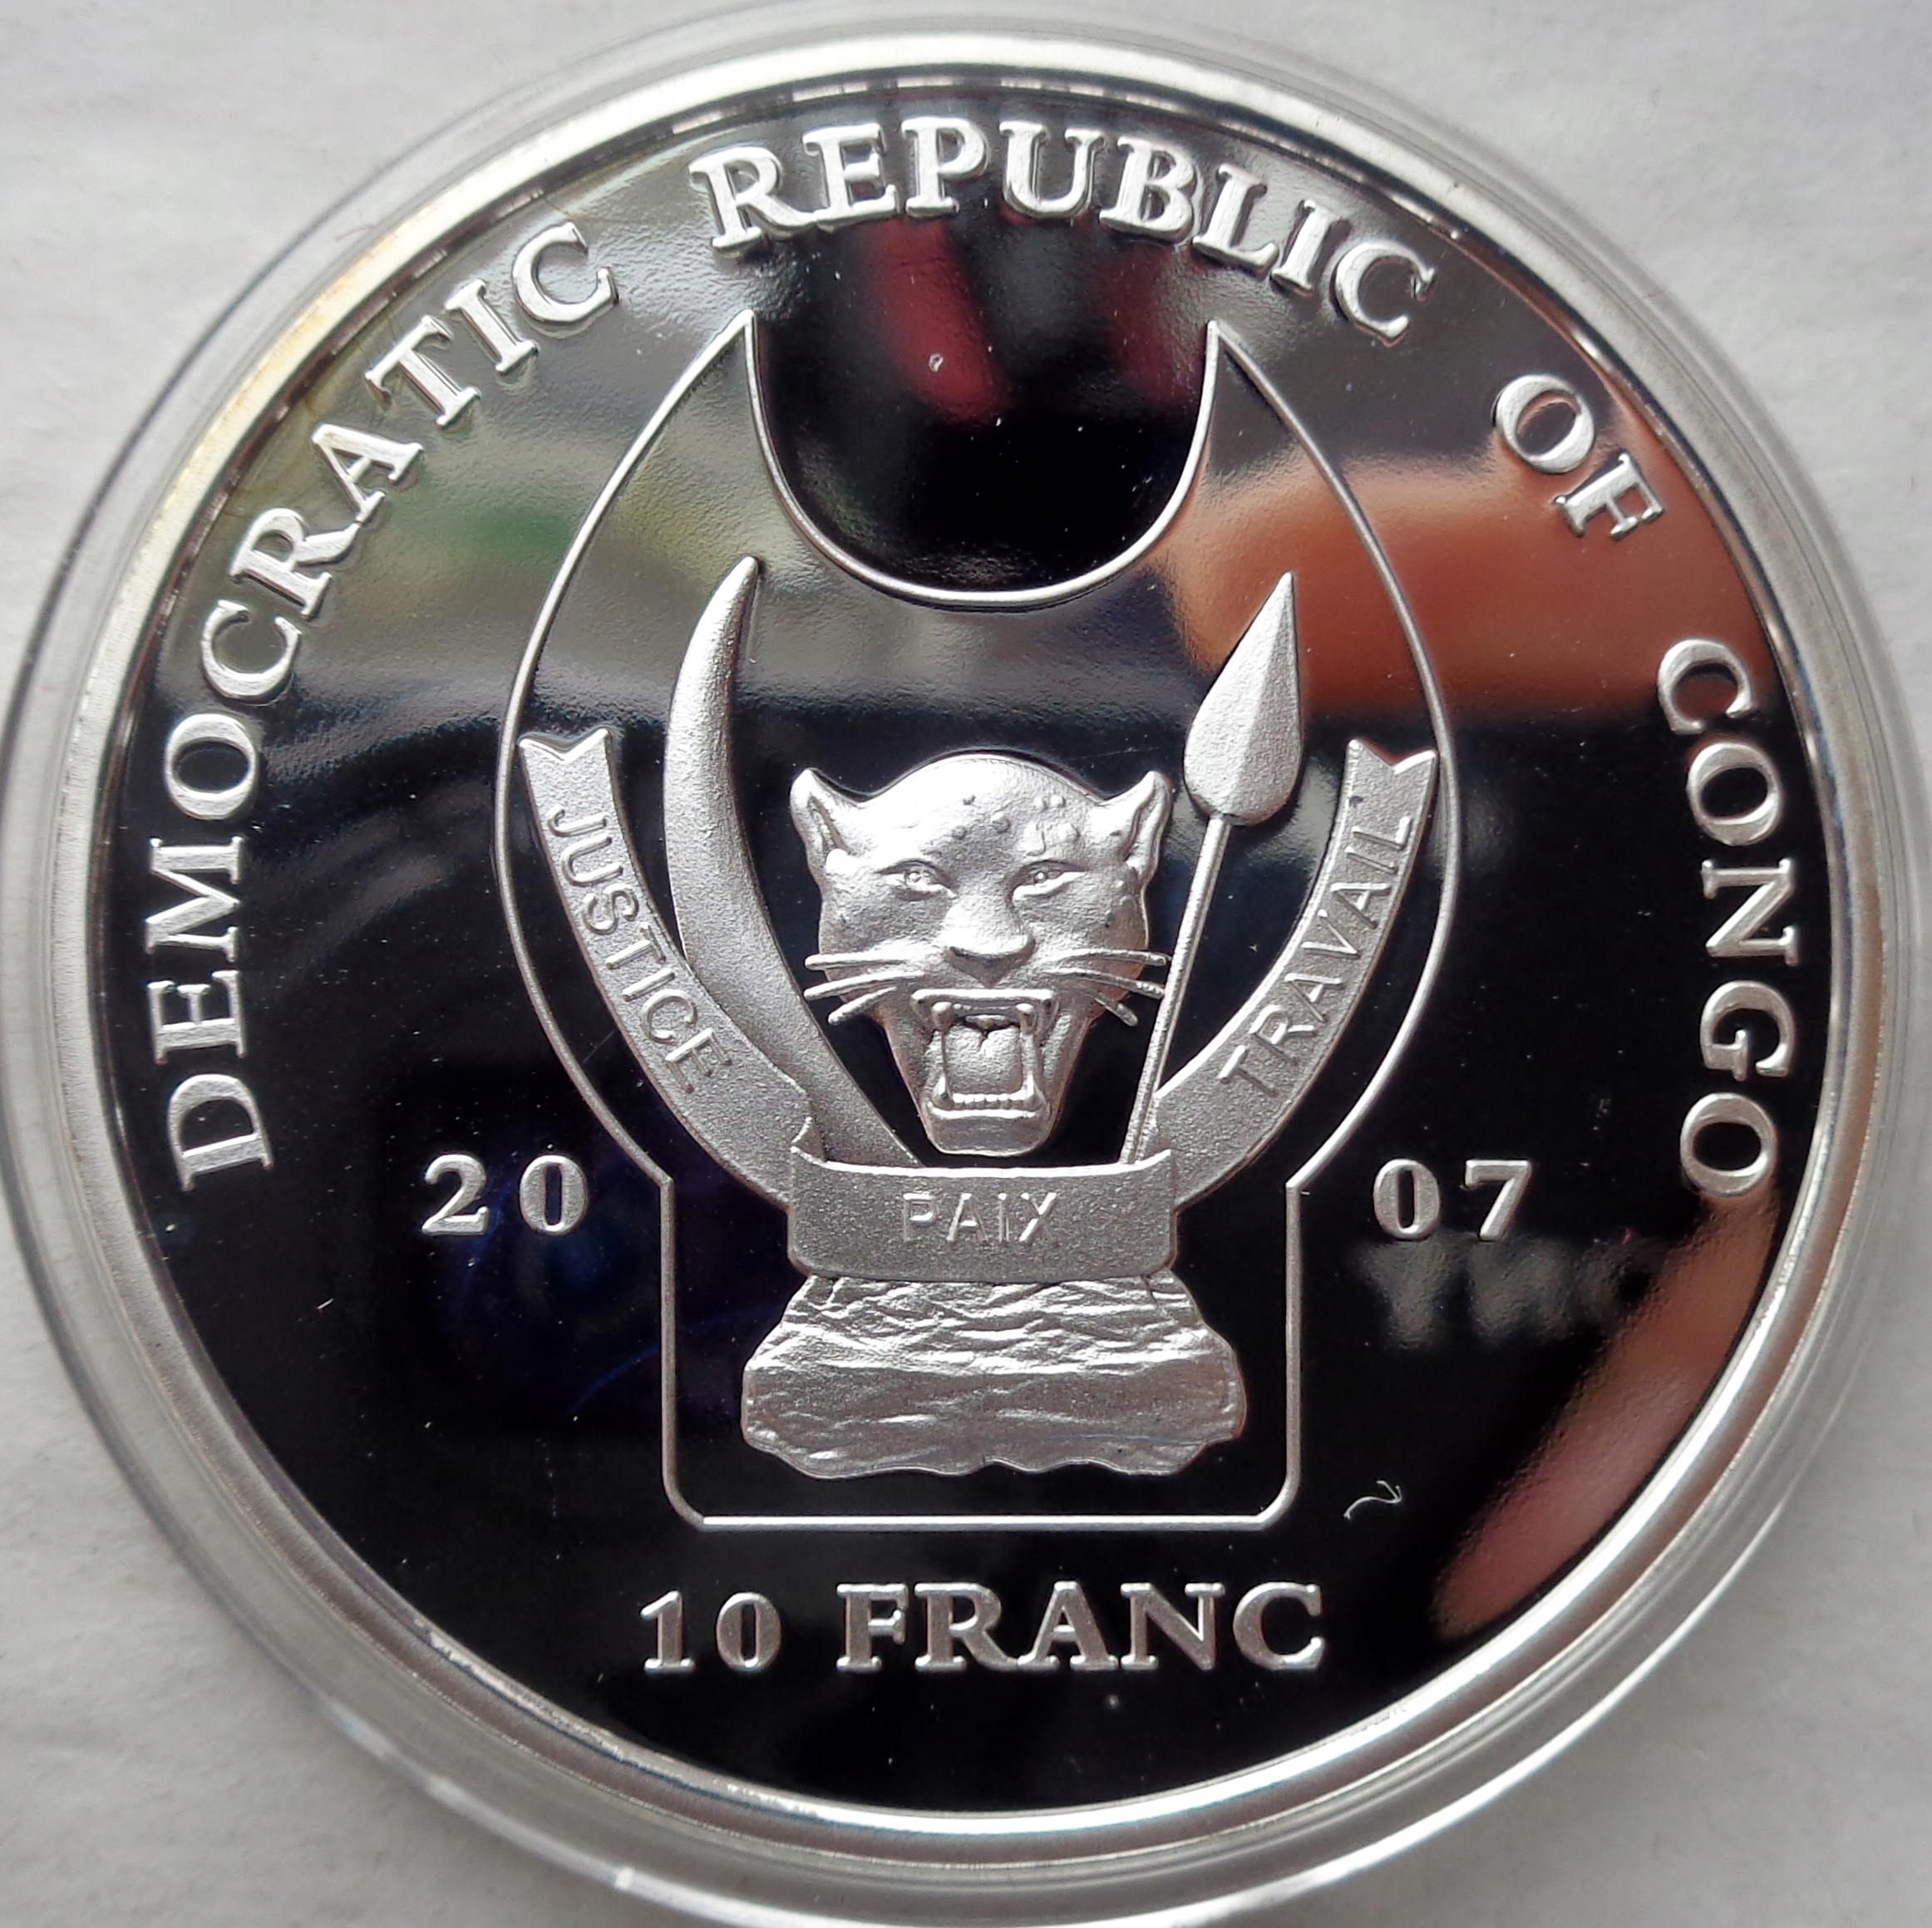 DEMOCRATIC REPUBLIC OF CONGO
JUSTICE
PAIX
TRAVAIL
20 07
10 FRANC